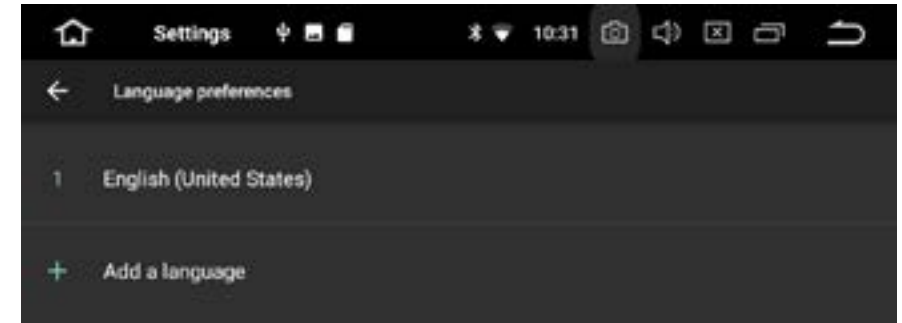 Settings 10:31
Language preferences
1 English (United States)
+ Add a language